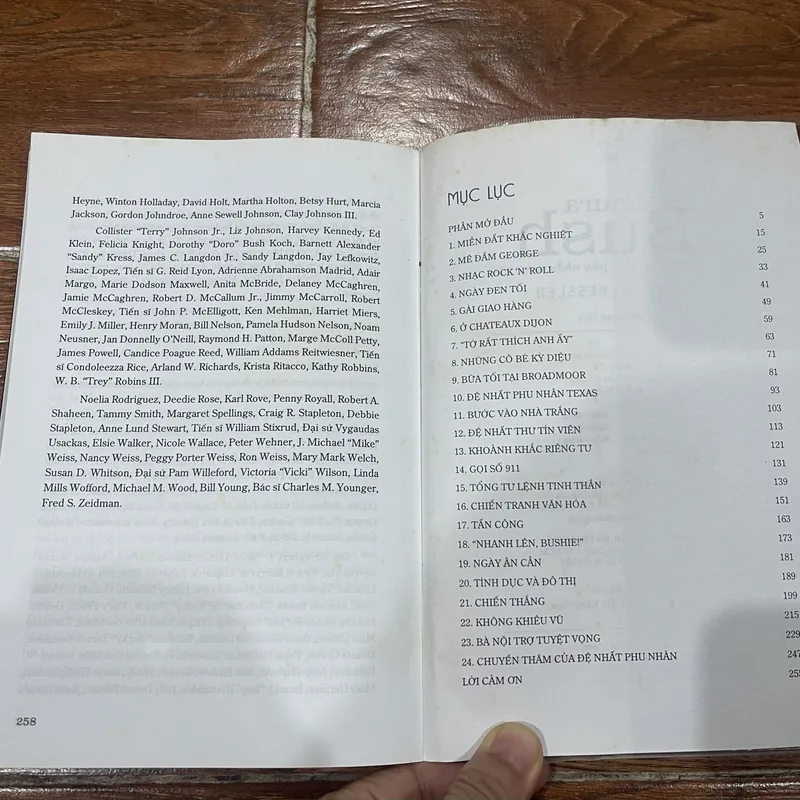 Heyne, Winton Holladay, David Holt, Martha Holton, Betsy Hurt, Marcia
Jackson, Gordon Johndroe, Anne Sewell Johnson, Clay Johnson III.
Collister "Terry" Johnson Jr., Liz Johnson, Harvey Kennedy, Ed
Klein, Felicia Knight, Dorothy "Doro" Bush Koch, Barnett Alexander
"Sandy" Kress, James C. Langdon Jr., Sandy Langdon, Jay Lefkowitz,
Isaac Lopez, Tiến sĩ G. Reid Lyon, Adrienne Abrahamson Madrid, Adair
Margo, Marie Dodson Maxwell, Anita McBride, Delaney McCaghren,
Jamie McCaghren, Robert D. McCallum Jr., Jimmy McCarroll, Robert
McCleskey, Tiến sĩ John P. McElligott, Ken Mehlman, Harriet Miers,
Emily J. Miller, Henry Moran, Bill Nelson, Pamela Hudson Nelson, Noam
Neusner, Jan Donnelly O'Neill, Raymond H. Patton, Marge McColl Petty,
James Powell, Candice Poague Reed, William Addams Reitwiesner, Tiến
sĩ Condoleezza Rice, Arland W. Richards, Krista Ritacco, Kathy Robbins,
W. B. "Trey" Robins III.
Noelia Rodriguez, Deedie Rose, Karl Rove, Penny Royall, Robert A.
Shaheen, Tammy Smith, Margaret Spellings, Craig R. Stapleton, Debbie
Stapleton, Anne Lund Stewart, Tiến sĩ William Stixrud, Đại sứ Vygaudas
Usackas, Elsie Walker, Nicole Wallace, Peter Wehner, J. Michael "Mike"
Weiss, Nancy Weiss, Peggy Porter Weiss, Ron Weiss, Mary Mark Welch,
Susan D. Whitson, Đại sứ Pam Willeford, Victoria "Vicki" Wilson, Linda
Mills Wofford, Michael M. Wood, Bill Young, Bác sĩ Charles M. Younger,
Fred S. Zeidman.
258
MỤC LỤC
PHẦN MỞ ĐẦU 5
1. MIỀN ĐẤT KHẮC NGHIỆT 15
2. MÊ ĐẮM GEORGE 25
3. NHẠC ROCK 'N' ROLL 33
4. NGÀY ĐEN TỐI 41
5. GÁI GIAO HÀNG 49
6. Ở CHATEAUX DIJON 59
7. "TỚ RẤT THÍCH ANH ẤY" 63
8. NHỮNG CÔ BÉ KỲ DIỆU 71
9. BỮA TỐI TẠI BROADMOOR 81
10. ĐỆ NHẤT PHU NHÂN TEXAS 93
11. BƯỚC VÀO NHÀ TRẮNG 103
12. ĐỆ NHẤT THƯ TÍN VIÊN 113
13. KHOẢNH KHẮC RIÊNG TƯ 121
14. GỌI SỐ 911 131
15. TỔNG TƯ LỆNH TINH THẦN 139
16. CHIẾN TRANH VĂN HÓA 151
17. TẤN CÔNG 163
18. "NHANH LÊN, BUSHIE!" 173
19. NGÀY ÂN CẦN 181
20. TÌNH DỤC VÀ ĐÔ THỊ 189
21. CHIẾN THẮNG 199
22. KHÔNG KHIÊU VŨ 215
23. BÀ NỘI TRỢ TUYỆT VỌNG 229
24. CHUYẾN THĂM CỦA ĐỆ NHẤT PHU NHÂN 247
LỜI CẢM ƠN 255